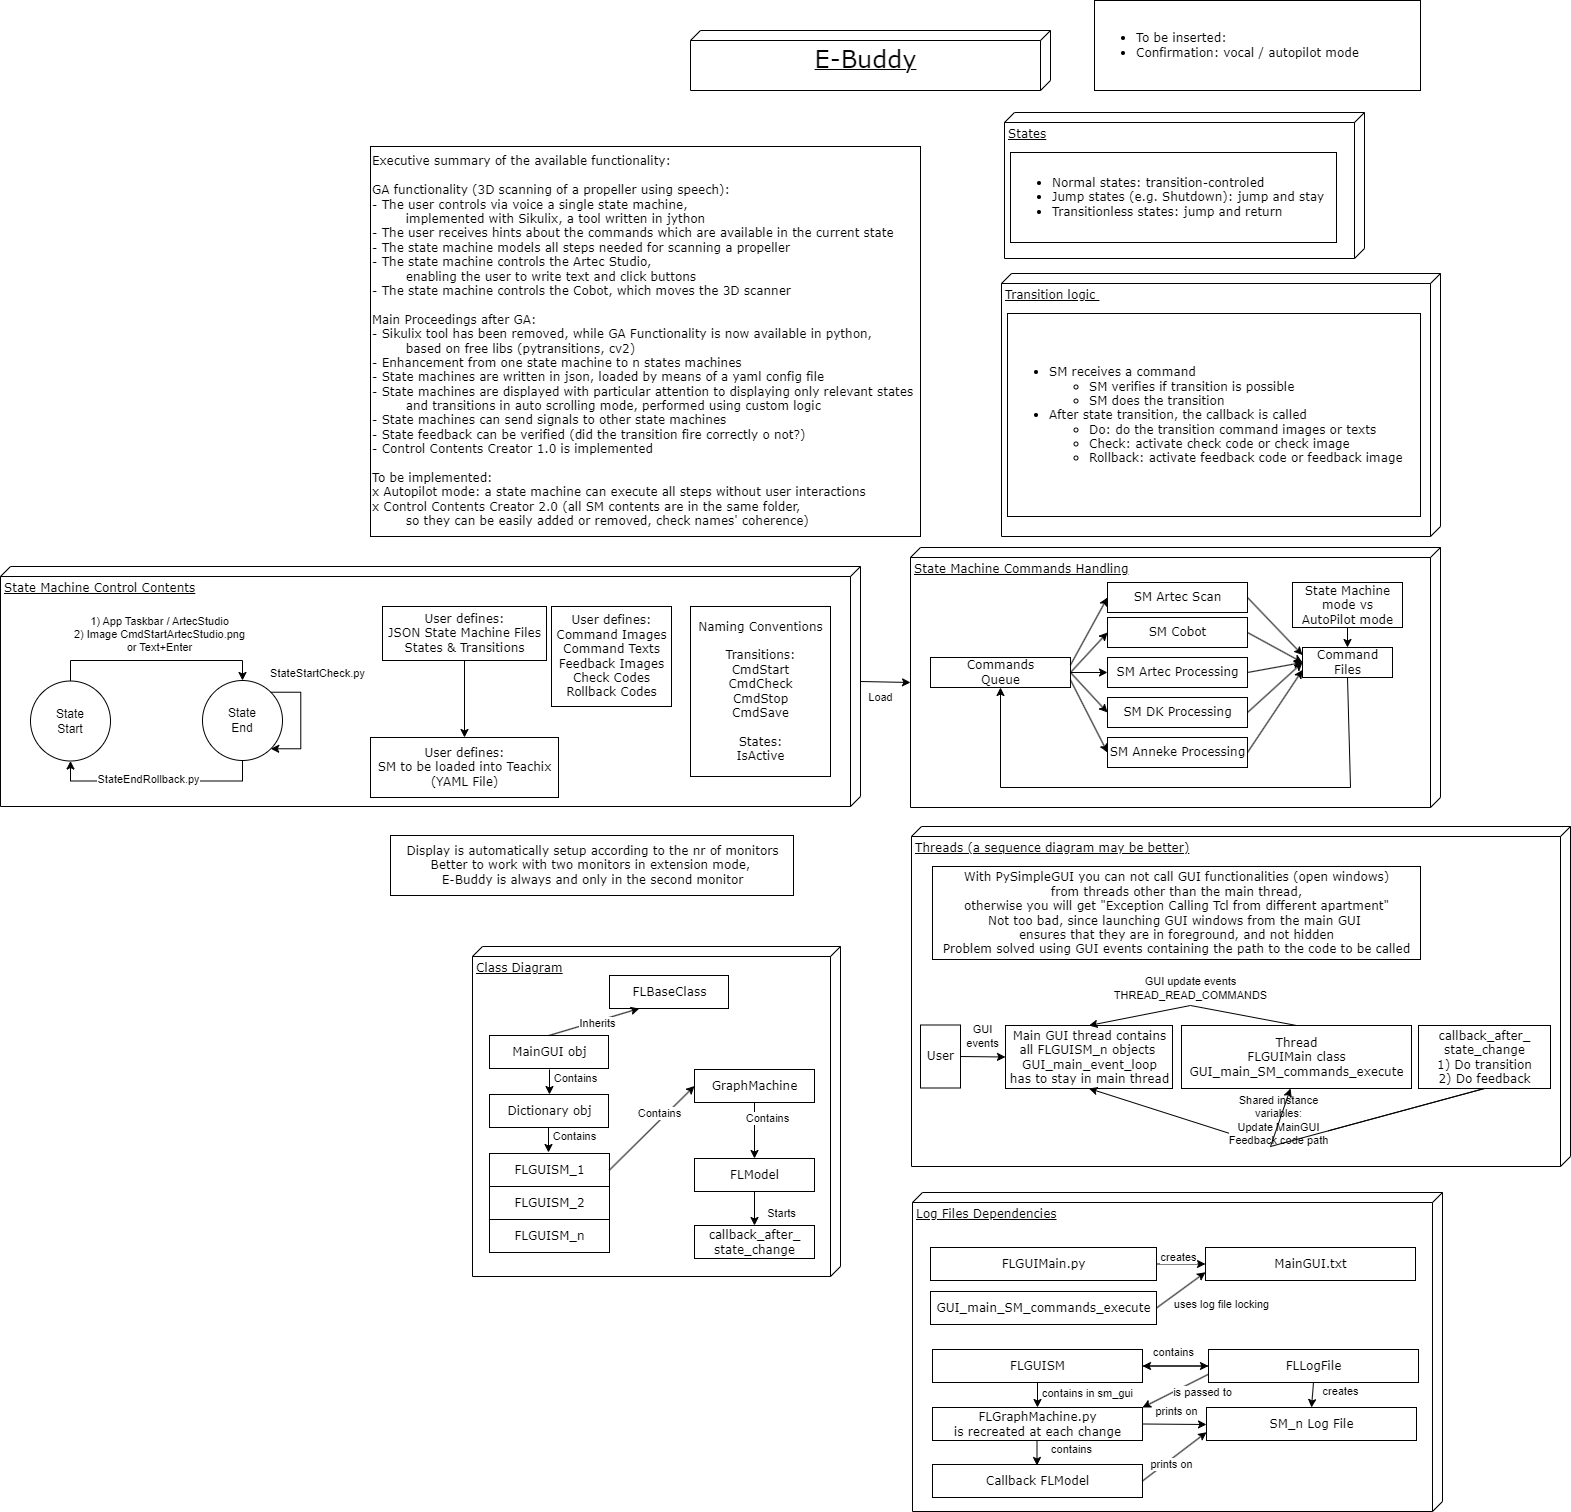 E-Buddy
To be inserted:
Confirmation: vocal / autopilot mode
States
Normal states: transition-controled
Jump states (e.g. Shutdown): jump and stay
Transitionless states: jump and return
Executive summary of the available functionality:
GA functionality (3D scanning of a propeller using speech):
- The user controls via voice a single state machine,
implemented with Sikulix, a tool written in jython
- The user receives hints about the commands which are available in the current state
- The state machine models all steps needed for scanning a propeller
- The state machine controls the Artec Studio,
enabling the user to write text and click buttons
- The state machine controls the Cobot, which moves the 3D scanner
Main Proceedings after GA:
- Sikulix tool has been removed, while GA Functionality is now available in python,
based on free libs (pytransitions, cv2)
- Enhancement from one state machine to n states machines
- State machines are written in json, loaded by means of a yaml config file
- State machines are displayed with particular attention to displaying only relevant states
and transitions in auto scrolling mode, performed using custom logic
- State machines can send signals to other state machines
- State feedback can be verified (did the transition fire correctly o not?)
- Control Contents Creator 1.0 is implemented
To be implemented:
x Autopilot mode: a state machine can execute all steps without user interactions
x Control Contents Creator 2.0 (all SM contents are in the same folder,
so they can be easily added or removed, check names' coherence)
Transition logic
SM receives a command
SM verifies if transition is possible
SM does the transition
After state transition, the callback is called
Do: do the transition command images or texts
Check: activate check code or check image
Rollback: activate feedback code or feedback image
State Machine Control Contents
1) App Taskbar / ArtecStudio
2) Image CmdStartArtecStudio.png
or Text+Enter
StateStartCheck.py
State
Start
State
End
StateEndRollback.py
User defines:
JSON State Machine Files
States & Transitions
User defines:
Command Images
Command Texts
Feedback Images
Check Codes
Rollback Codes
User defines:
SM to be loaded into Teachix
(YAML File)
Naming Conventions
Transitions:
CmdStart
CmdCheck
CmdStop
CmdSave
States:
IsActive
Load
State Machine Commands Handling
Commands
Queue
SM Artec Scan
SM Cobot
SM Artec Processing
SM DK Processing
SM Anneke Processing
State Machine
mode vs
AutoPilot mode
Command
Files
Display is automatically setup according to the nr of monitors
Better to work with two monitors in extension mode,
E-Buddy is always and only in the second monitor
Threads (a sequence diagram may be better)
With PySimpleGUI you can not call GUI functionalities (open windows)
from threads other than the main thread,
otherwise you will get "Exception Calling Tcl from different apartment"
Not too bad, since launching GUI windows from the main GUI
ensures that they are in foreground, and not hidden
Problem solved using GUI events containing the path to the code to be called
GUI update events
THREAD_READ_COMMANDS
User
GUI
events
Main GUI thread contains
all FLGUISM_n objects
GUI_main_event_loop
has to stay in main thread
Thread
FLGUIMain class
GUI_main_SM_commands_execute
callback_after_
state_change
1) Do transition
2) Do feedback
Shared instance
variables:
Update MainGUI
Feedback code path
Class Diagram
FLBaseClass
Inherits
MainGUI obj
Contains
Dictionary obj
Contains
FLGUISM_1
FLGUISM_2
FLGUISM_n
Contains
GraphMachine
Contains
FLModel
Starts
callback_after_
state_change
Log Files Dependencies
FLGUIMain.py
creates
MainGUI.txt
GUI_main_SM_commands_execute
uses log file locking
FLGUISM
contains
FLLogFile
contains in sm_gui
is passed to
creates
FLGraphMachine.py
is recreated at each change
prints on
SM_n Log File
contains
prints on
Callback FLModel